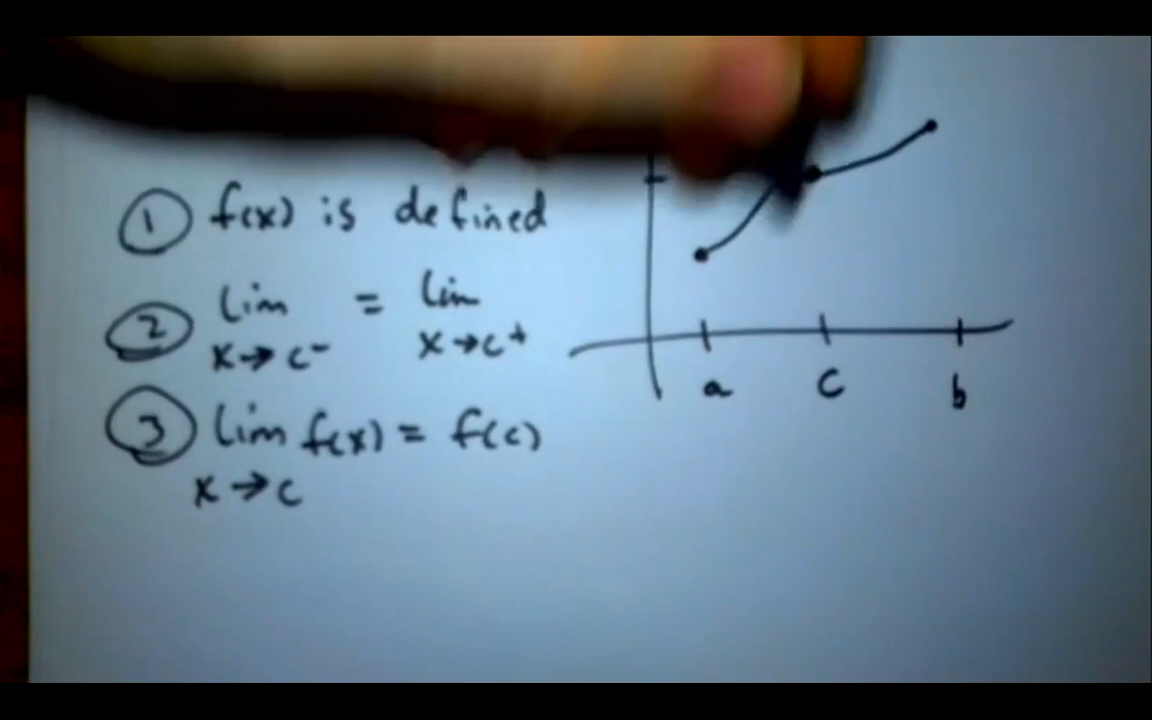 ① f(x) is defined
② lim = lim
x→c⁻ x→c⁺
③ lim f(x) = f(c)
x→c
a c b